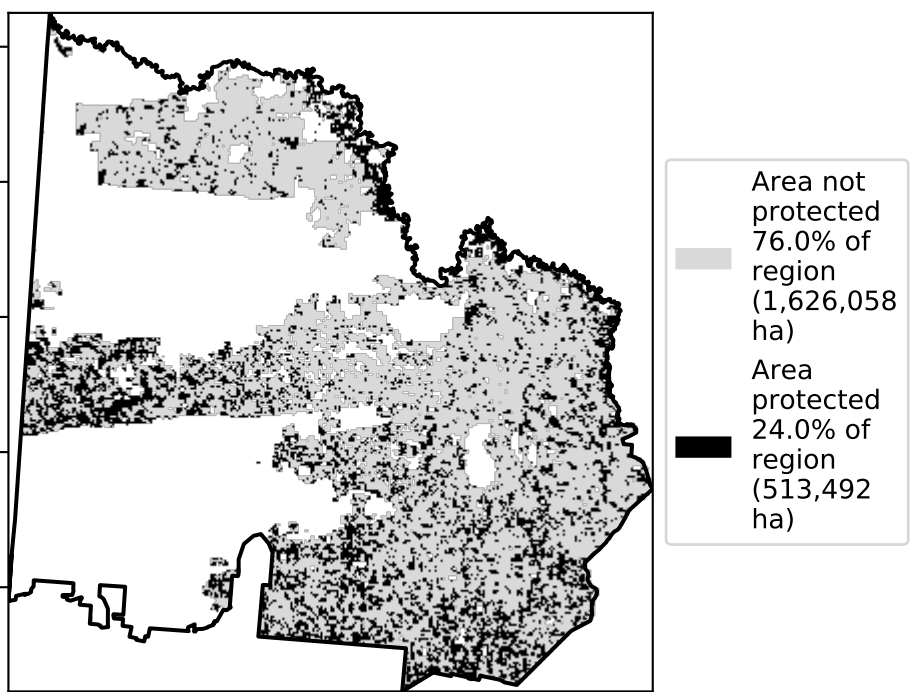 Area not
protected
76.0% of
region
(1,626,058
ha)
Area
protected
24.0% of
region
(513,492
ha)